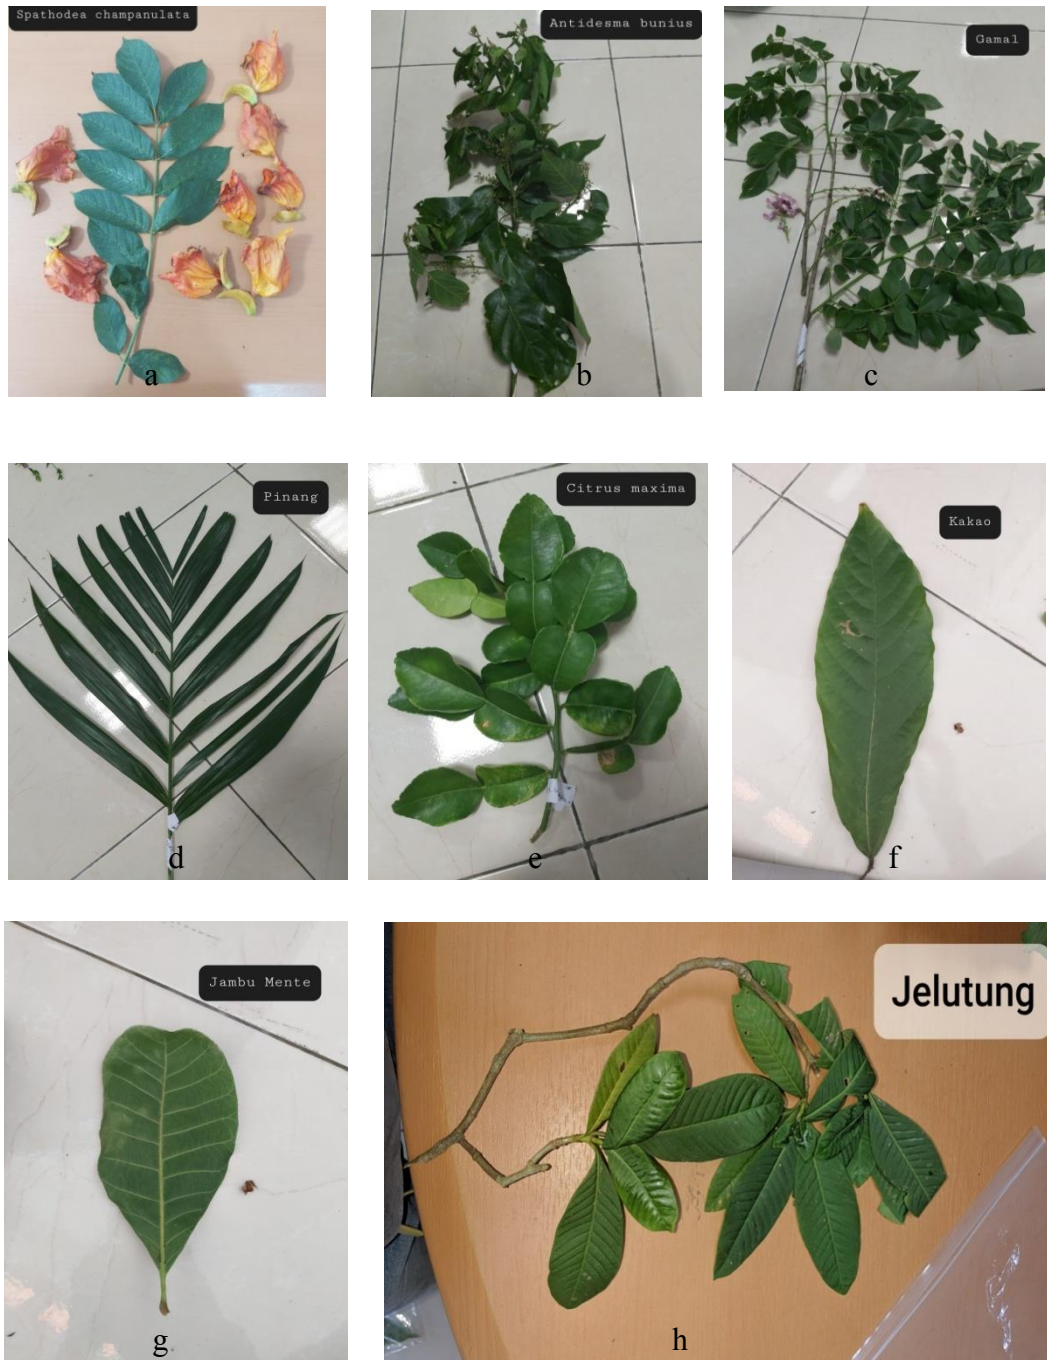 Spathodea champanulata
Antidesma bunius
Gamal
a
b
c
Pinang
Citrus maxima
Kakao
d
e
f
Jambu Mente
Jelutung
g
h